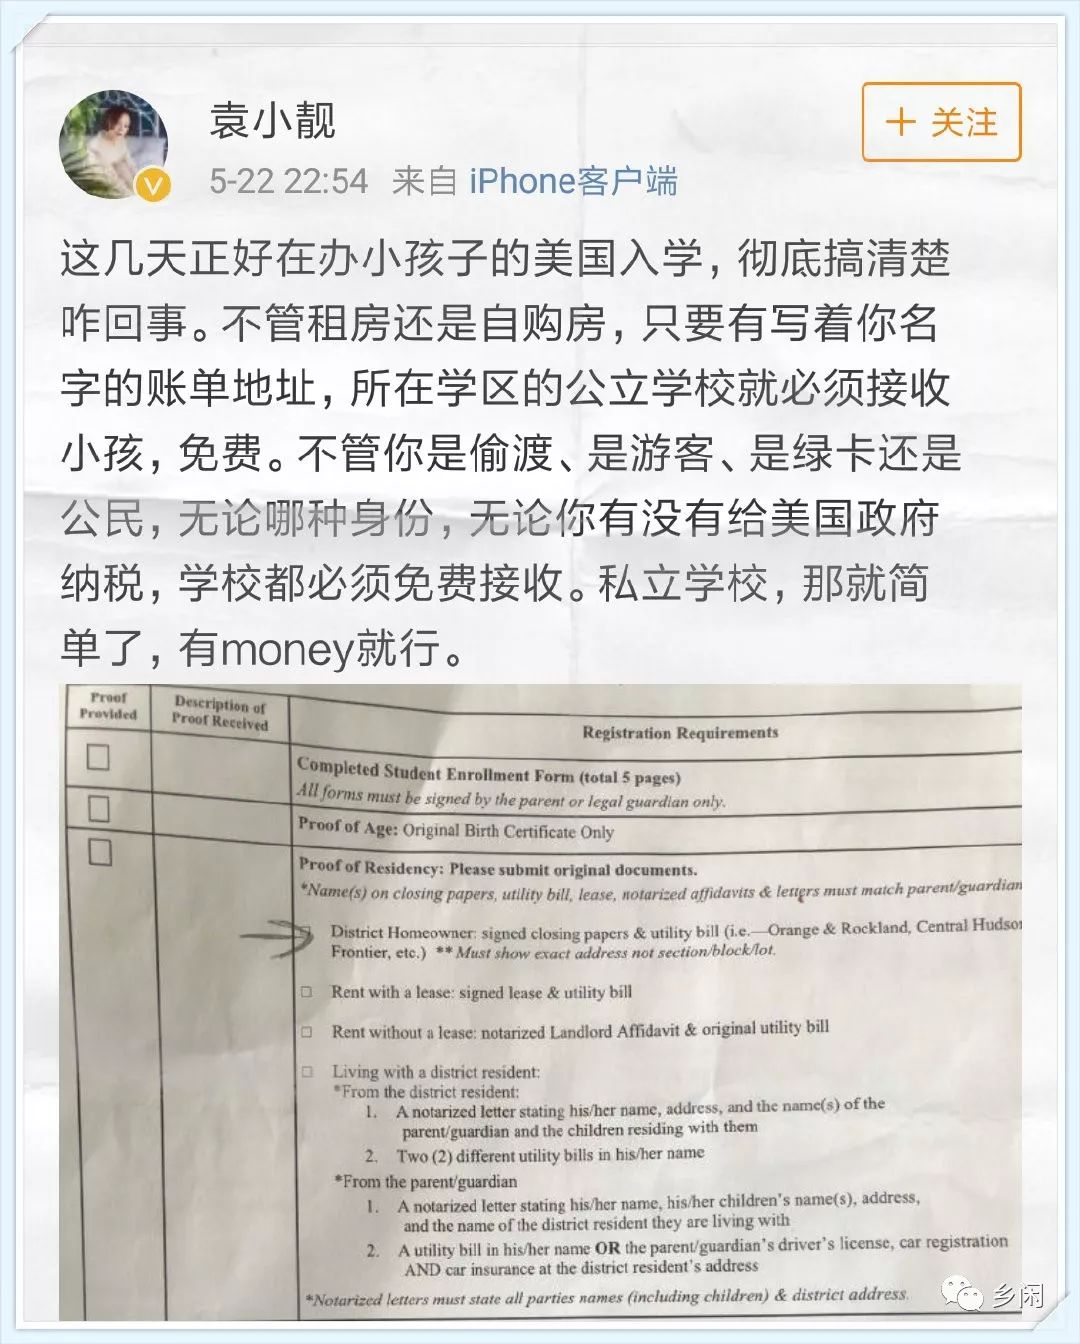 袁小靓
+ 关注
5-22 22:54 来自 iPhone客户端
这几天正好在办小孩子的美国入学，彻底搞清楚
咋回事。不管租房还是自购房，只要有写着你名
字的账单地址，所在学区的公立学校就必须接收
小孩，免费。不管你是偷渡、是游客、是绿卡还是
公民，无论哪种身份，无论你有没有给美国政府
纳税，学校都必须免费接收。私立学校，那就简
单了，有money就行。
Proof Provided
Description of Proof Received
Registration Requirements
Completed Student Enrollment Form (total 5 pages)
All forms must be signed by the parent or legal guardian only.
Proof of Age: Original Birth Certificate Only
Proof of Residency: Please submit original documents.
*Name(s) on closing papers, utility bill, lease, notarized affidavits & letters must match parent/guardian
District Homeowner: signed closing papers & utility bill (i.e.—Orange & Rockland, Central Hudson
Frontier, etc.) ** Must show exact address not section/block/lot.
Rent with a lease: signed lease & utility bill
Rent without a lease: notarized Landlord Affidavit & original utility bill
Living with a district resident:
*From the district resident:
1. A notarized letter stating his/her name, address, and the name(s) of the
parent/guardian and the children residing with them
2. Two (2) different utility bills in his/her name
*From the parent/guardian
1. A notarized letter stating his/her name, his/her children's name(s), address,
and the name of the district resident they are living with
2. A utility bill in his/her name OR the parent/guardian's driver's license, car registration
AND car insurance at the district resident's address
*Notarized letters must state all parties names (including children) & district address.
乡闲